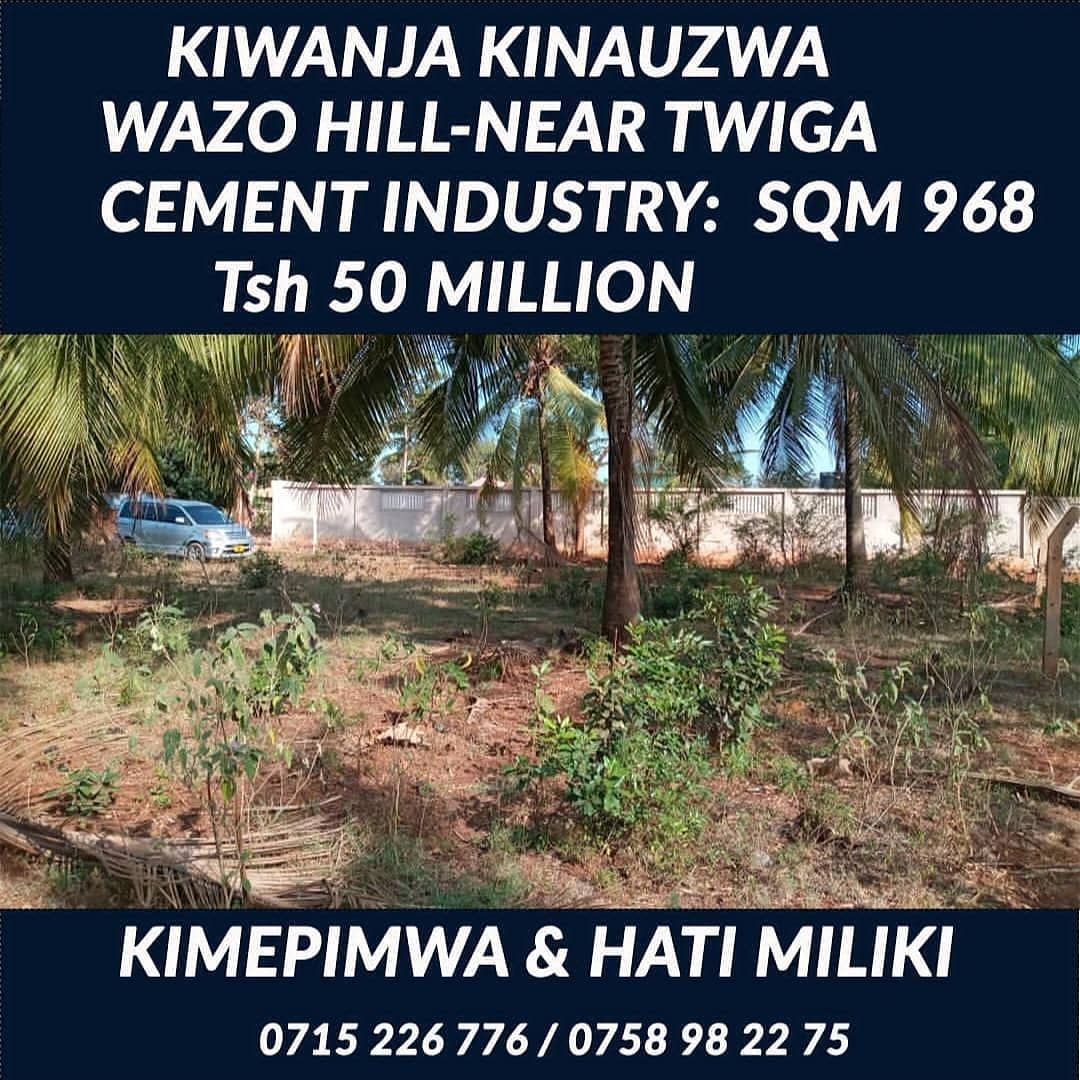 KIWANJA KINAUZWA
WAZO HILL-NEAR TWIGA
CEMENT INDUSTRY: SQM 968
Tsh 50 MILLION
KIMEPIMWA & HATI MILIKI
0715 226 776 / 0758 98 22 75